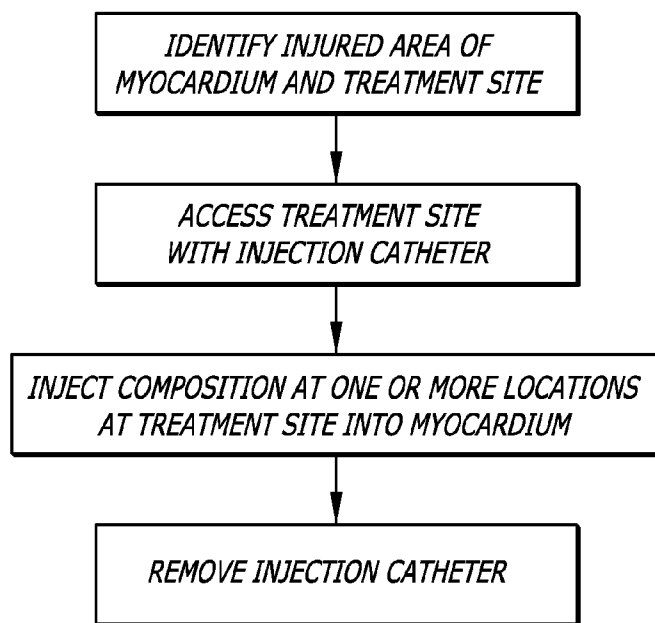 IDENTIFY INJURED AREA OF
MYOCARDIUM AND TREATMENT SITE
ACCESS TREATMENT SITE
WITH INJECTION CATHETER
INJECT COMPOSITION AT ONE OR MORE LOCATIONS
AT TREATMENT SITE INTO MYOCARDIUM
REMOVE INJECTION CATHETER